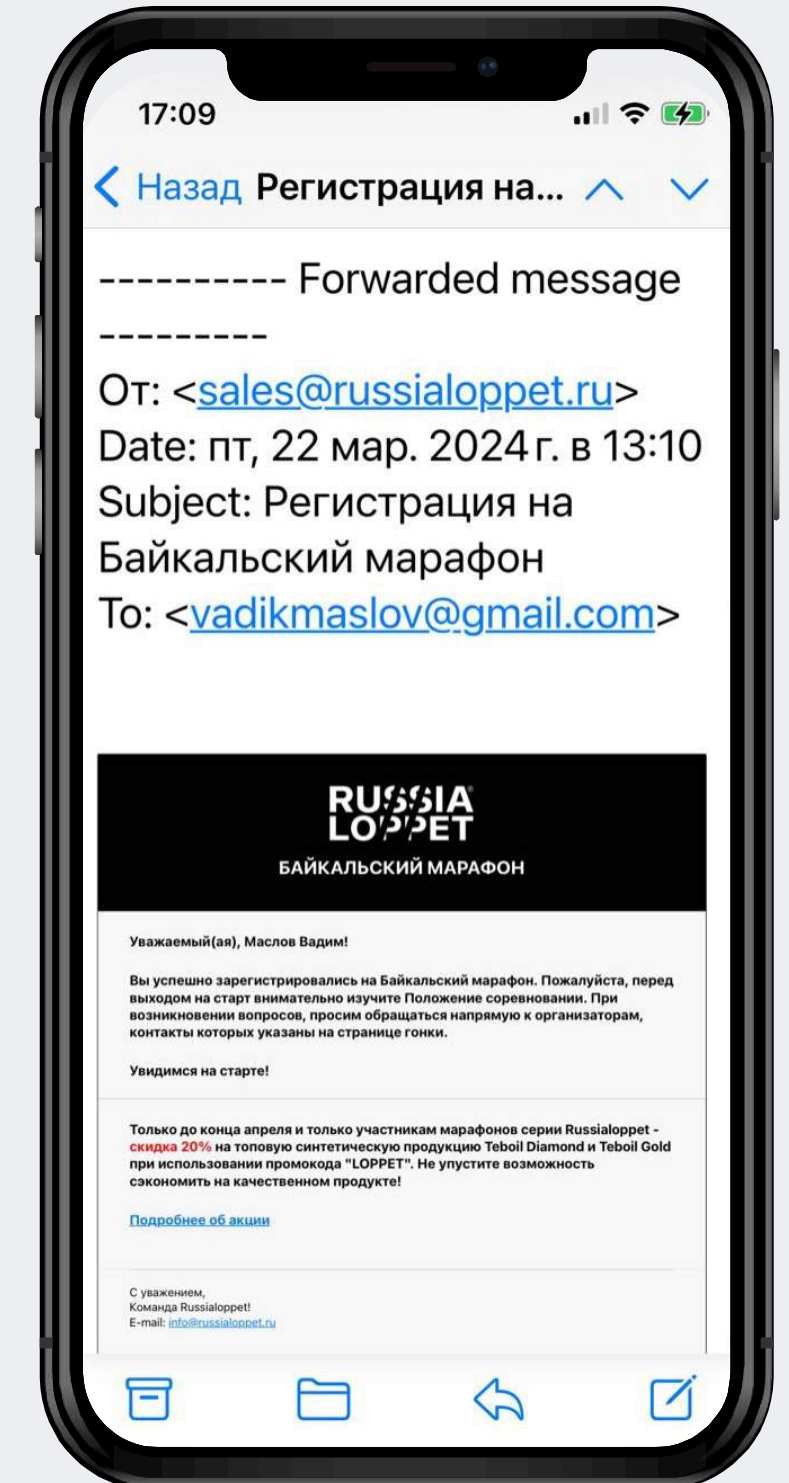 17:09
Назад Регистрация на...
---------- Forwarded message
---------
От: <sales@russialoppet.ru>
Date: пт, 22 мар. 2024 г. в 13:10
Subject: Регистрация на
Байкальский марафон
To: <vadikmaslov@gmail.com>
RUSSIA
LOPPET
БАЙКАЛЬСКИЙ МАРАФОН
Уважаемый(ая), Маслов Вадим!
Вы успешно зарегистрировались на Байкальский марафон. Пожалуйста, перед
выходом на старт внимательно изучите Положение соревновании. При
возникновении вопросов, просим обращаться напрямую к организаторам,
контакты которых указаны на странице гонки.
Увидимся на старте!
Только до конца апреля и только участникам марафонов серии Russialoppet -
скидка 20% на топовую синтетическую продукцию Teboil Diamond и Teboil Gold
при использовании промокода "LOPPET". Не упустите возможность
сэкономить на качественном продукте!
Подробнее об акции
С уважением,
Команда Russialoppet!
E-mail: info@russialoppet.ru